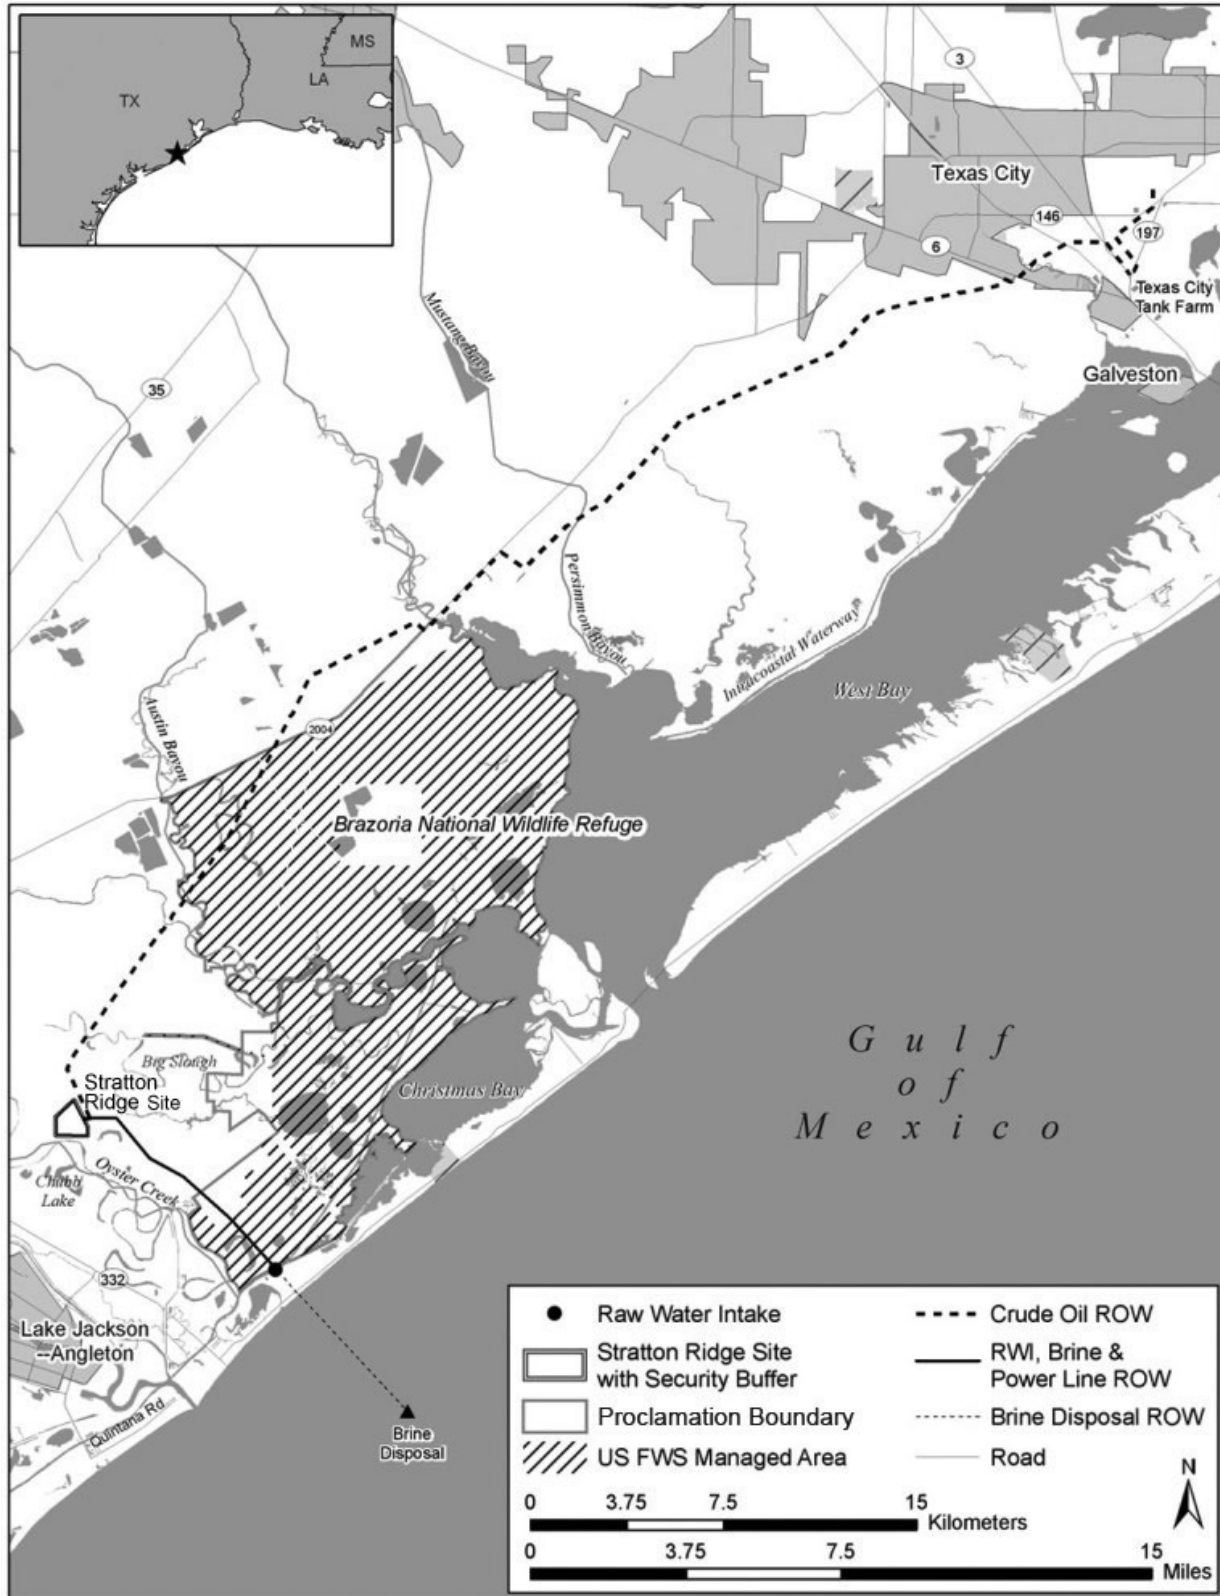 MS
LA
TX
3
Texas City
146
197
6
Texas City
Tank Farm
Mustang Bayou
35
Galveston
Persimmon Bayou
Intracoastal Waterway
West Bay
Austin Bayou
2004
Brazoria National Wildlife Refuge
Gulf
of
Mexico
Big Slough
Christmas Bay
Stratton
Ridge Site
Oyster Creek
Chubb
Lake
332
Lake Jackson
--Angleton
Quintana Rd.
Brine
Disposal
Raw Water Intake
Stratton Ridge Site
with Security Buffer
Proclamation Boundary
US FWS Managed Area
Crude Oil ROW
RWI, Brine &
Power Line ROW
Brine Disposal ROW
Road
N
0 3.75 7.5 15
Kilometers
0 3.75 7.5 15
Miles